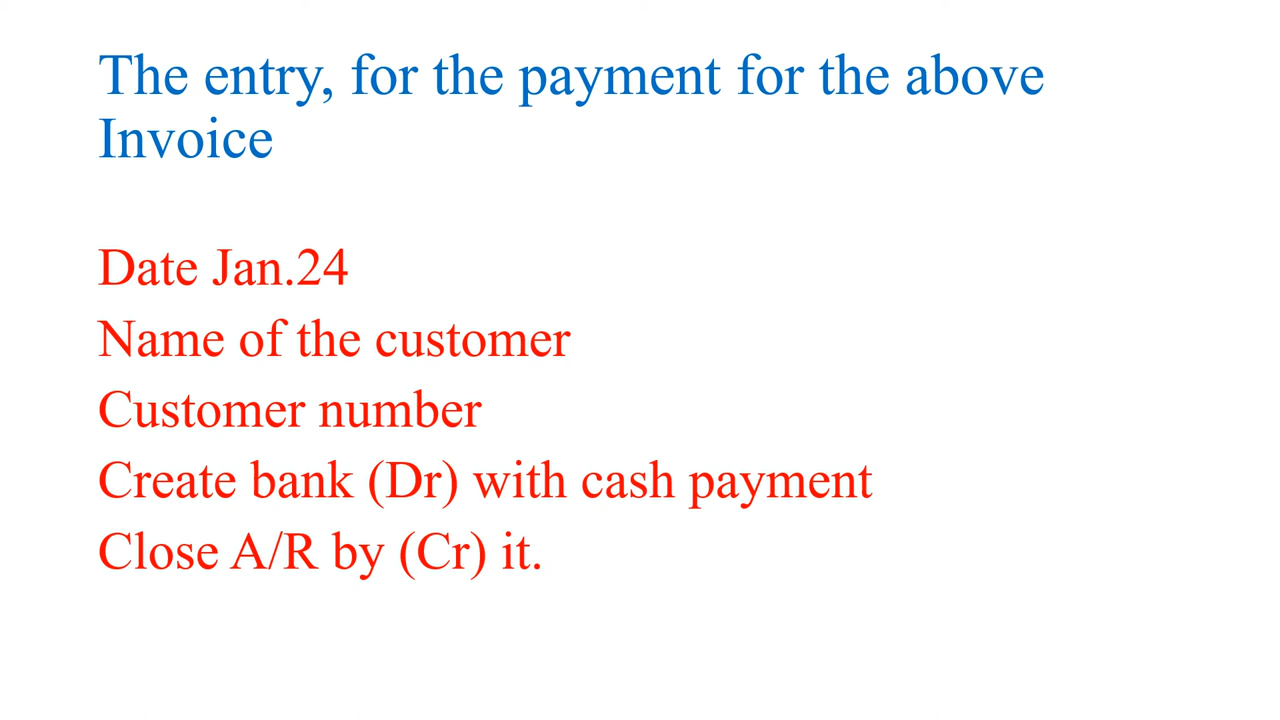 The entry, for the payment for the above
Invoice
Date Jan.24
Name of the customer
Customer number
Create bank (Dr) with cash payment
Close A/R by (Cr) it.